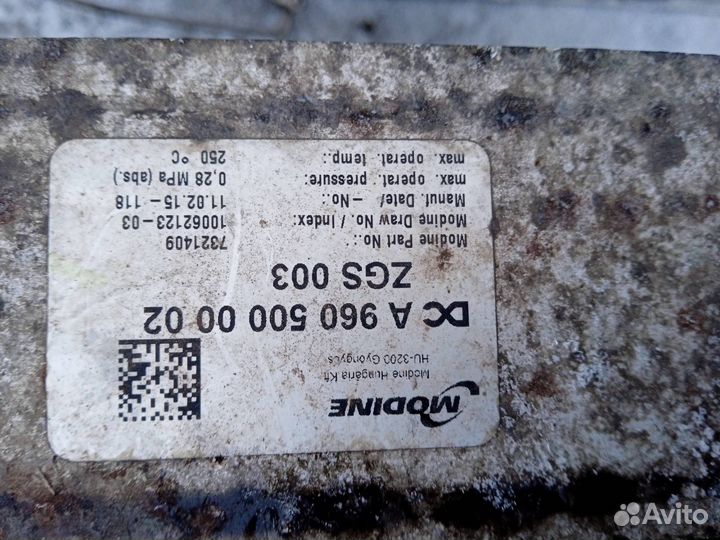 MODINE
Modine Hungária Kft
HU-3200 Gyöngyös
DC A 960 500 00 02
ZGS 003
Modine Part No.: 7321409
Modine Draw No. / Index: 10062123-03
Manuf. Date/ -No.: 11.02.15-118
max. operat. pressure: 0,28 MPa (abs.)
max. operat. temp.: 250 °C
Avito